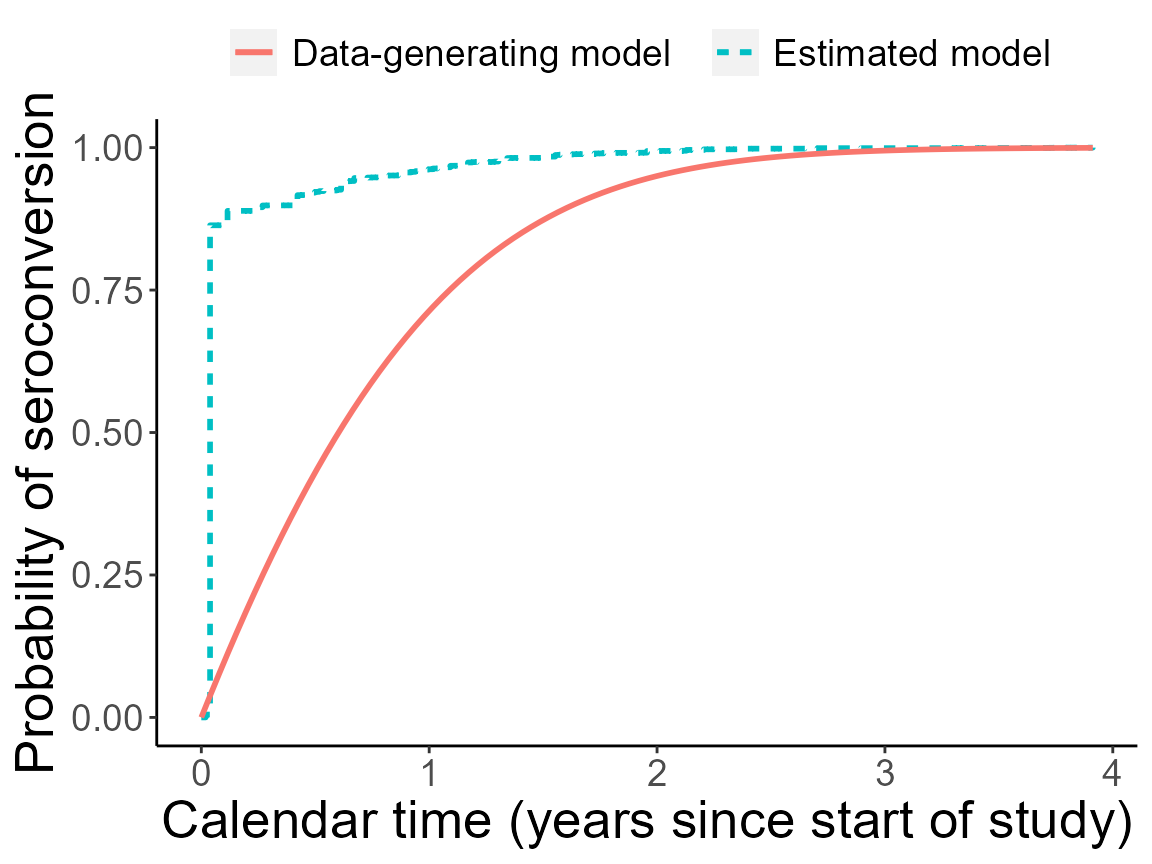 Data-generating model Estimated model
Probability of seroconversion
1.00
0.75
0.50
0.25
0.00
0 1 2 3 4
Calendar time (years since start of study)